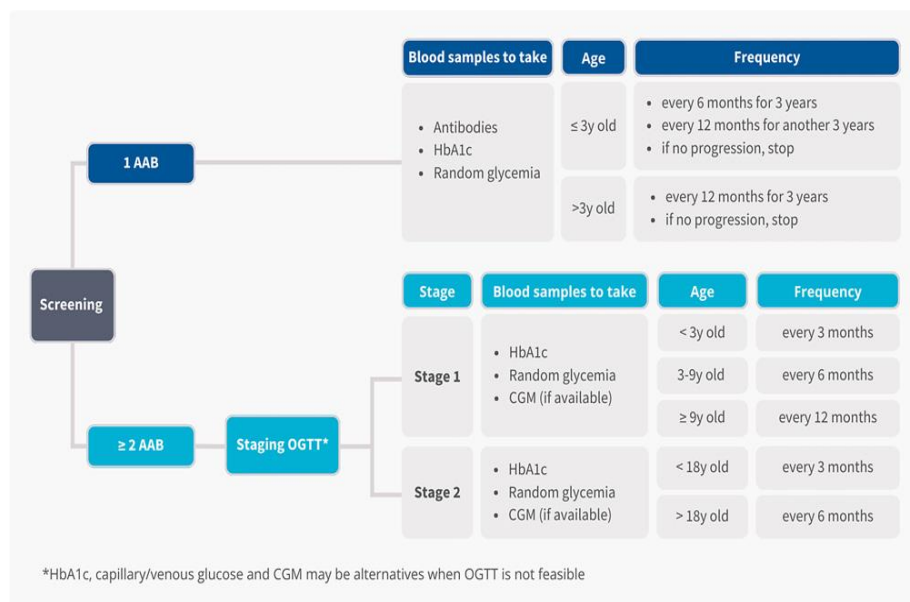 Blood samples to take
Age
Frequency
• Antibodies
• HbA1c
• Random glycemia
≤ 3y old
• every 6 months for 3 years
• every 12 months for another 3 years
• if no progression, stop
>3y old
• every 12 months for 3 years
• if no progression, stop
1 AAB
Screening
≥ 2 AAB
Staging OGTT*
Stage
Blood samples to take
Age
Frequency
Stage 1
• HbA1c
• Random glycemia
• CGM (if available)
< 3y old
every 3 months
3-9y old
every 6 months
≥ 9y old
every 12 months
Stage 2
• HbA1c
• Random glycemia
• CGM (if available)
< 18y old
every 3 months
> 18y old
every 6 months
*HbA1c, capillary/venous glucose and CGM may be alternatives when OGTT is not feasible